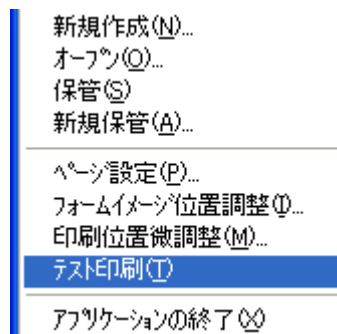 新規作成(N)...
ｵｰﾌﾟﾝ(O)...
保管(S)
新規保管(A)...
ﾍﾟｰｼﾞ設定(P)...
ﾌｫｰﾑｲﾒｰｼﾞ位置調整(I)...
印刷位置微調整(M)...
ﾃｽﾄ印刷(T)
ｱﾌﾟﾘｹｰｼｮﾝの終了(X)